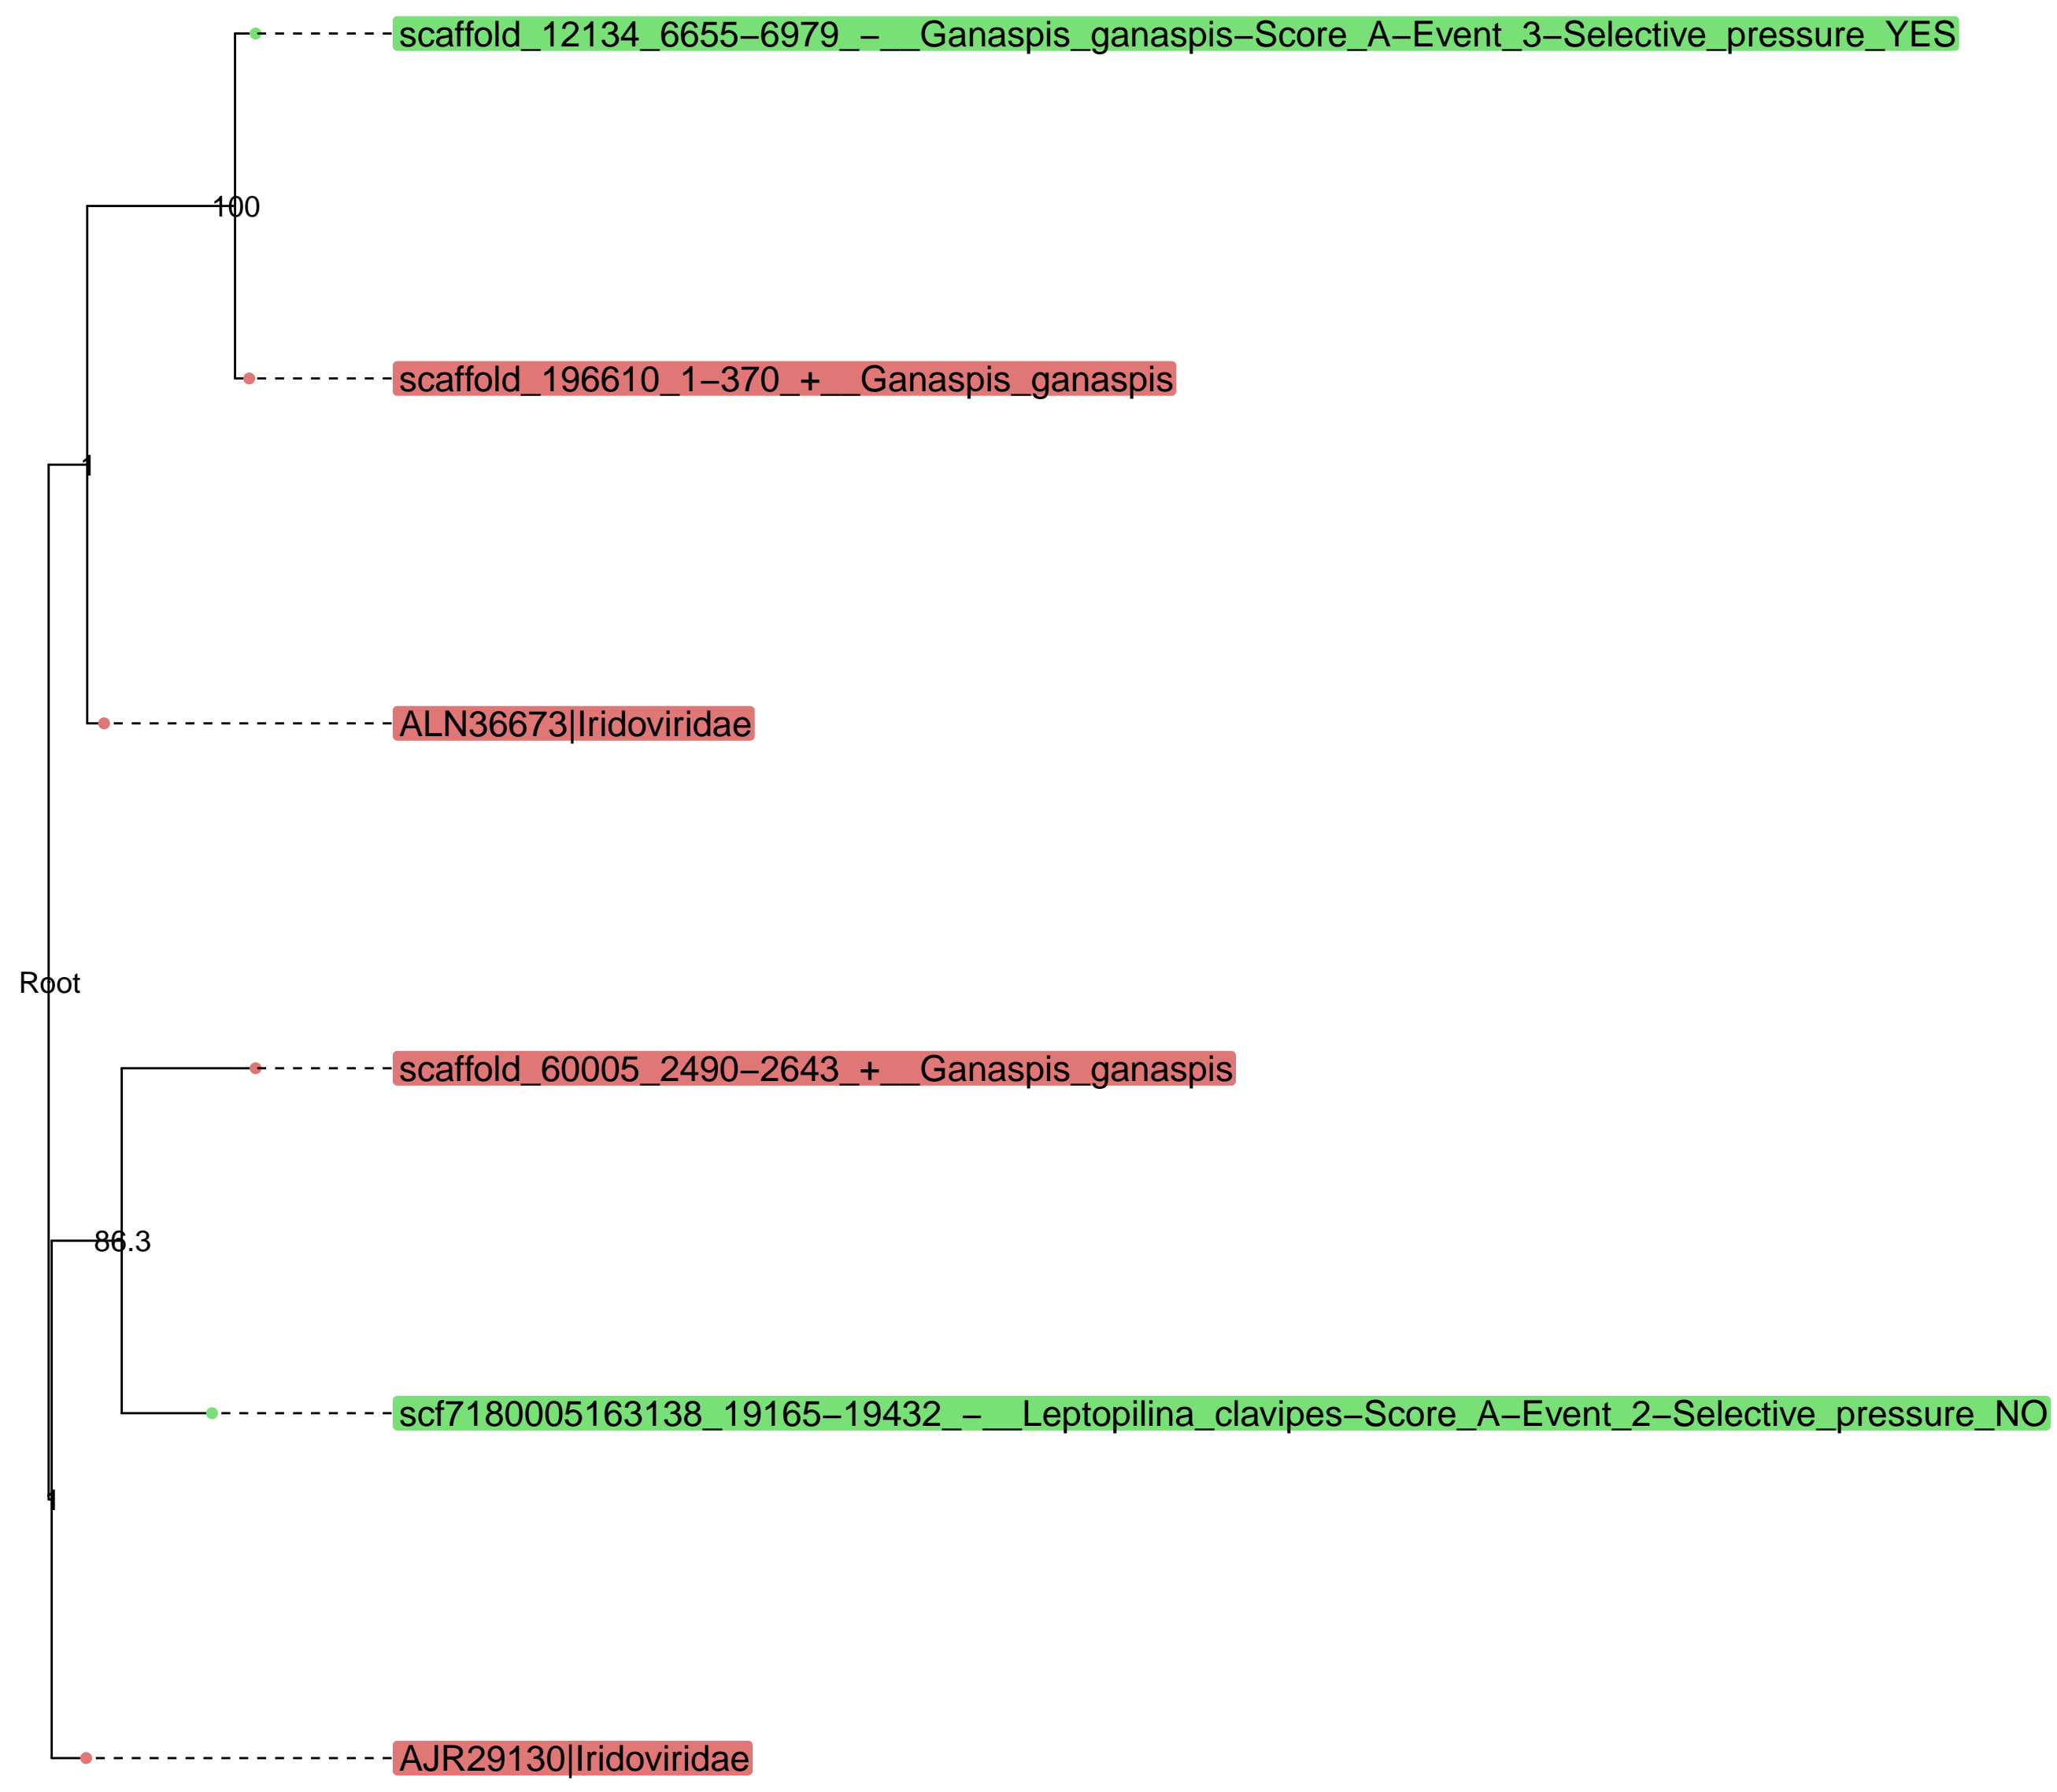 scaffold_12134_6655−6979_−__Ganaspis_ganaspis−Score_A−Event_3−Selective_pressure_YES
100
scaffold_196610_1−370_+__Ganaspis_ganaspis
1
ALN36673|Iridoviridae
Root
scaffold_60005_2490−2643_+__Ganaspis_ganaspis
86.3
scf7180005163138_19165−19432_−__Leptopilina_clavipes−Score_A−Event_2−Selective_pressure_NO
1
AJR29130|Iridoviridae